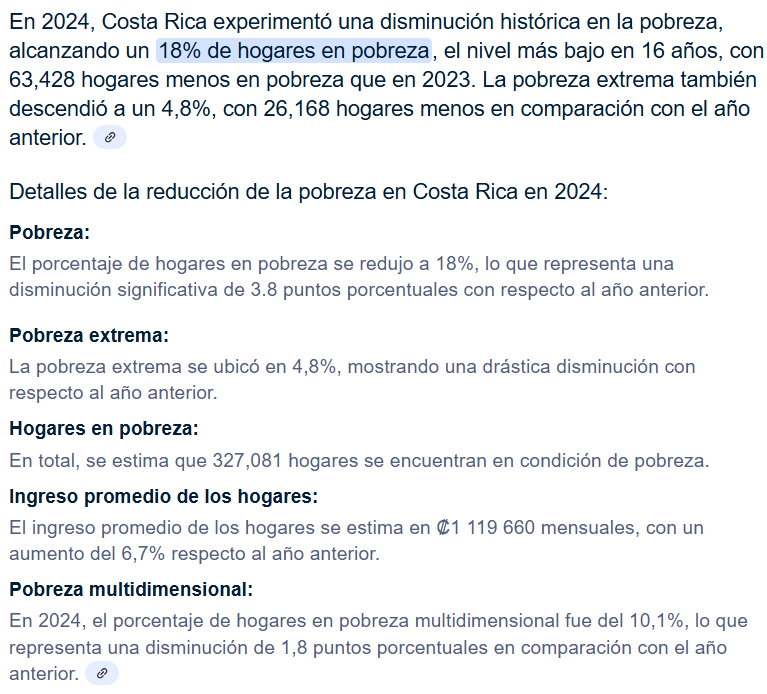 En 2024, Costa Rica experimentó una disminución histórica en la pobreza,
alcanzando un 18% de hogares en pobreza, el nivel más bajo en 16 años, con
63,428 hogares menos en pobreza que en 2023. La pobreza extrema también
descendió a un 4,8%, con 26,168 hogares menos en comparación con el año
anterior.
Detalles de la reducción de la pobreza en Costa Rica en 2024:
Pobreza:
El porcentaje de hogares en pobreza se redujo a 18%, lo que representa una
disminución significativa de 3.8 puntos porcentuales con respecto al año anterior.
Pobreza extrema:
La pobreza extrema se ubicó en 4,8%, mostrando una drástica disminución con
respecto al año anterior.
Hogares en pobreza:
En total, se estima que 327,081 hogares se encuentran en condición de pobreza.
Ingreso promedio de los hogares:
El ingreso promedio de los hogares se estima en ₡1 119 660 mensuales, con un
aumento del 6,7% respecto al año anterior.
Pobreza multidimensional:
En 2024, el porcentaje de hogares en pobreza multidimensional fue del 10,1%, lo que
representa una disminución de 1,8 puntos porcentuales en comparación con el año
anterior.